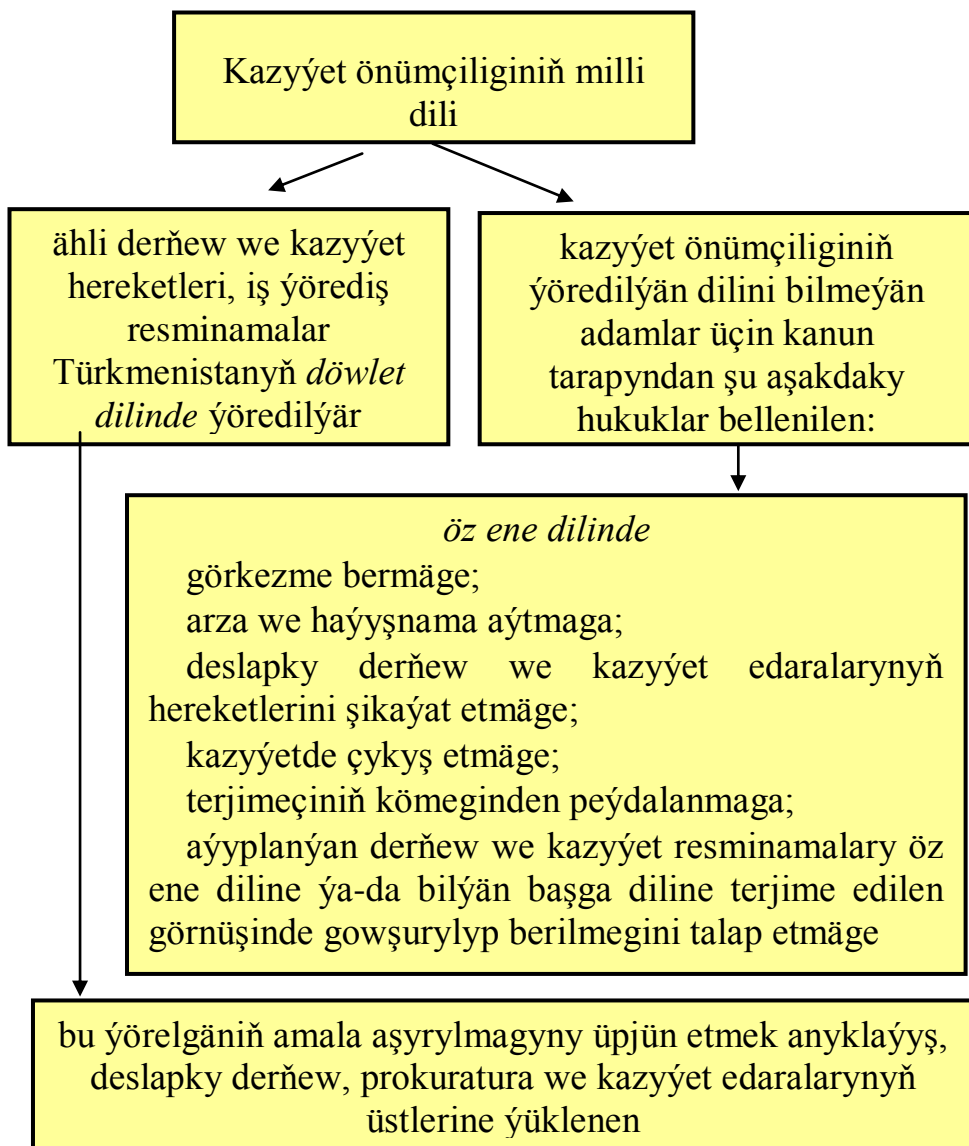 Kazyýet önümçiliginiň milli
dili
ähli derňew we kazyýet
hereketleri, iş ýörediş
resminamalar
Türkmenistanyň döwlet
dilinde ýöredilýär
kazyýet önümçiliginiň
ýöredilýän dilini bilmeýän
adamlar üçin kanun
tarapyndan şu aşakdaky
hukuklar bellenilen:
öz ene dilinde
görkezme bermäge;
arza we haýyşnama aýtmaga;
deslapky derňew we kazyýet edaralarynyň
hereketlerini şikaýat etmäge;
kazyýetde çykyş etmäge;
terjimeçiniň kömeginden peýdalanmaga;
aýyplanýan derňew we kazyýet resminamalary öz
ene diline ýa-da bilýän başga diline terjime edilen
görnüşinde gowşurylyp berilmegini talap etmäge
bu ýörelgäniň amala aşyrylmagyny üpjün etmek anyklaýyş,
deslapky derňew, prokuratura we kazyýet edaralarynyň
üstlerine ýüklenen